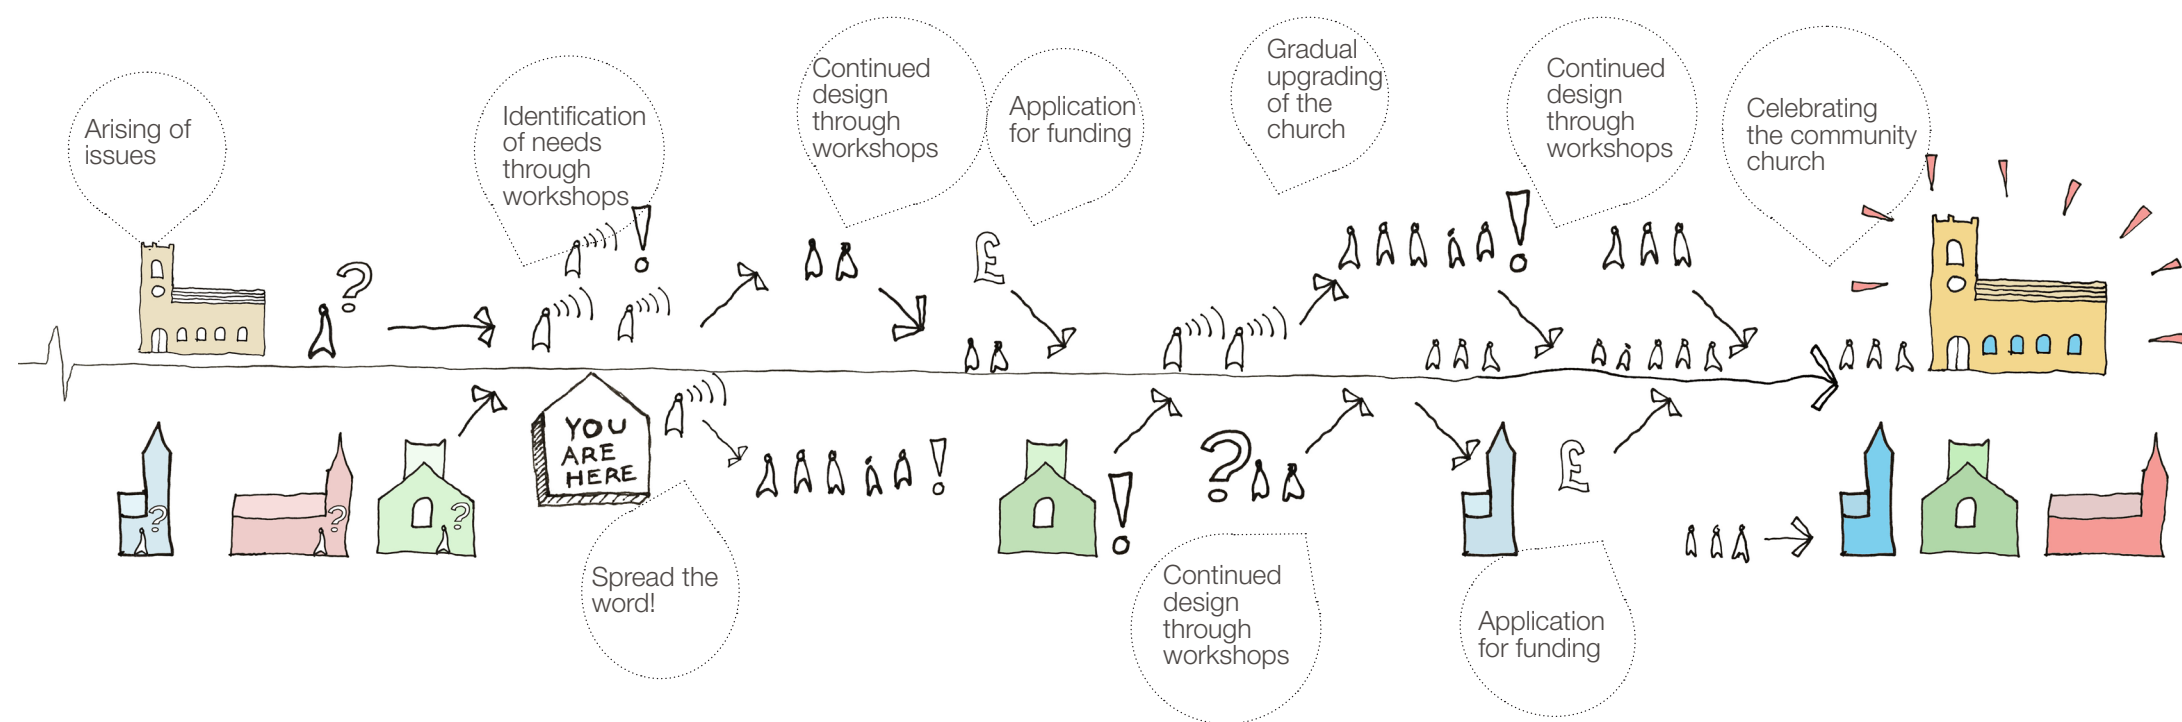 Arising of
issues
Identification
of needs
through
workshops
!
Continued
design
through
workshops
Application
for funding
Gradual
upgrading
of the
church
Continued
design
through
workshops
Celebrating
the community
church
?
£
!
YOU
ARE
HERE
?
?
?
!
!
?
£
Spread the
word!
Continued
design
through
workshops
Application
for funding